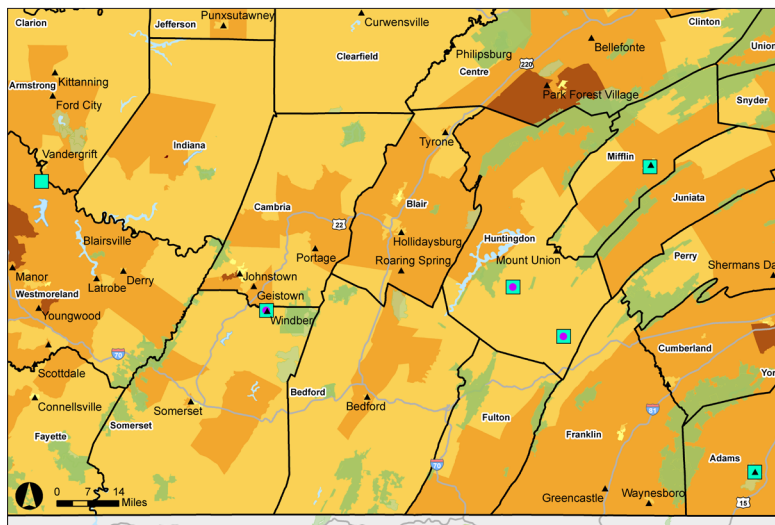 Clarion
Jefferson
Punxsutawney
Curwensville
Clinton
Clearfield
Philipsburg
Bellefonte
Union
Centre
220
Kittanning
Armstrong
Ford City
Park Forest Village
Snyder
Indiana
Tyrone
Vandergrift
Mifflin
Juniata
Cambria
Blair
22
Hollidaysburg
Huntingdon
Blairsville
Portage
Mount Union
Perry
Roaring Spring
Manor
Derry
Latrobe
Johnstown
Shermans Da
Westmoreland
Geistown
Youngwood
Windber
70
Cumberland
Scottdale
Yor
Connellsville
Somerset
Bedford
Bedford
81
Fulton
Fayette
Somerset
Franklin
Adams
70
0 7 14
Miles
Greencastle
Waynesboro
15